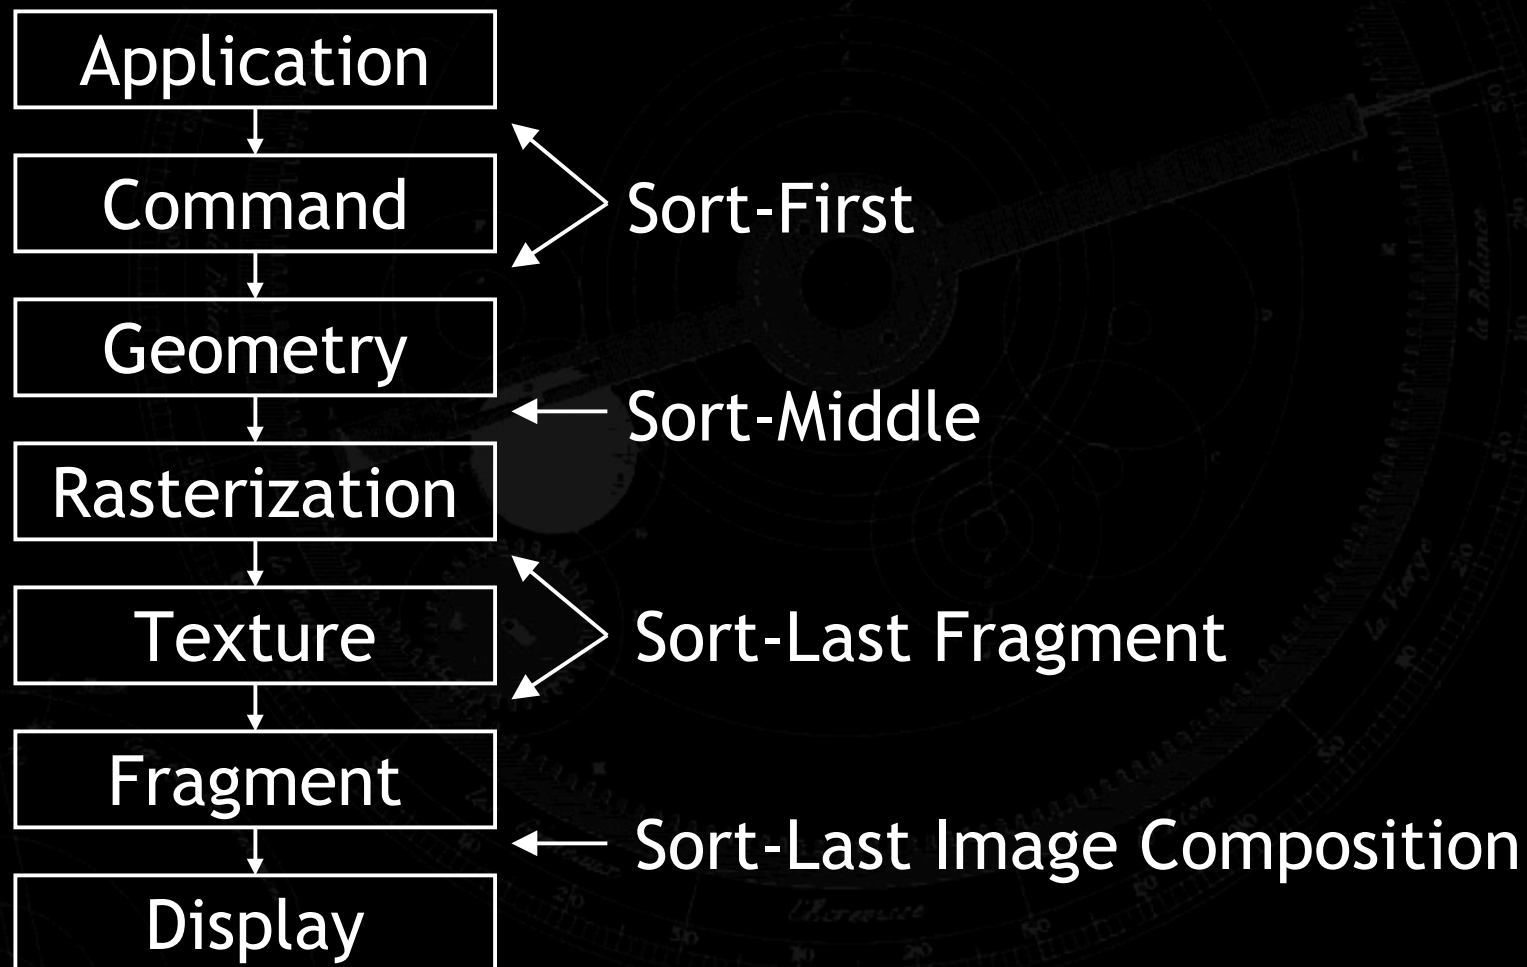 Application
Command
Sort-First
Geometry
Sort-Middle
Rasterization
Texture
Sort-Last Fragment
Fragment
Sort-Last Image Composition
Display